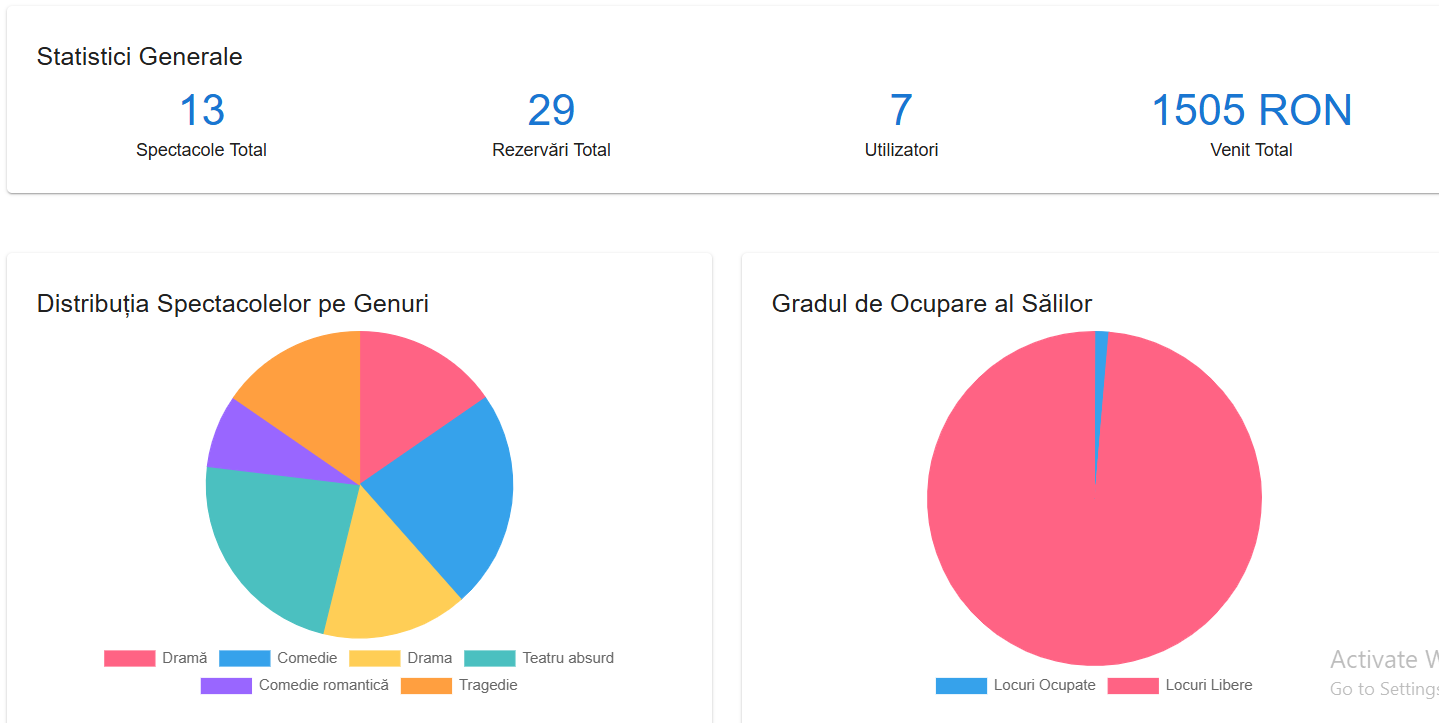 Statistici Generale
13
29
7
1505 RON
Spectacole Total
Rezervări Total
Utilizatori
Venit Total
Distribuția Spectacolelor pe Genuri
Gradul de Ocupare al Sălilor
Dramă
Comedie
Drama
Teatru absurd
Comedie romantică
Tragedie
Locuri Ocupate
Locuri Libere
Activate W
Go to Settings